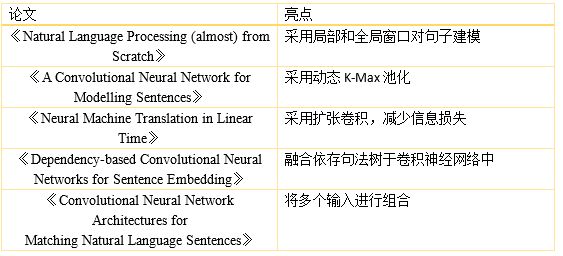 论文 亮点
《Natural Language Processing (almost) from 采用局部和全局窗口对句子建模
Scratch》
《A Convolutional Neural Network for 采用动态 K-Max 池化
Modelling Sentences》
《Neural Machine Translation in Linear 采用扩张卷积，减少信息损失
Time》
《Dependency-based Convolutional Neural 融合依存句法树于卷积神经网络中
Networks for Sentence Embedding》
《Convolutional Neural Network 将多个输入进行组合
Architectures for
Matching Natural Language Sentences》